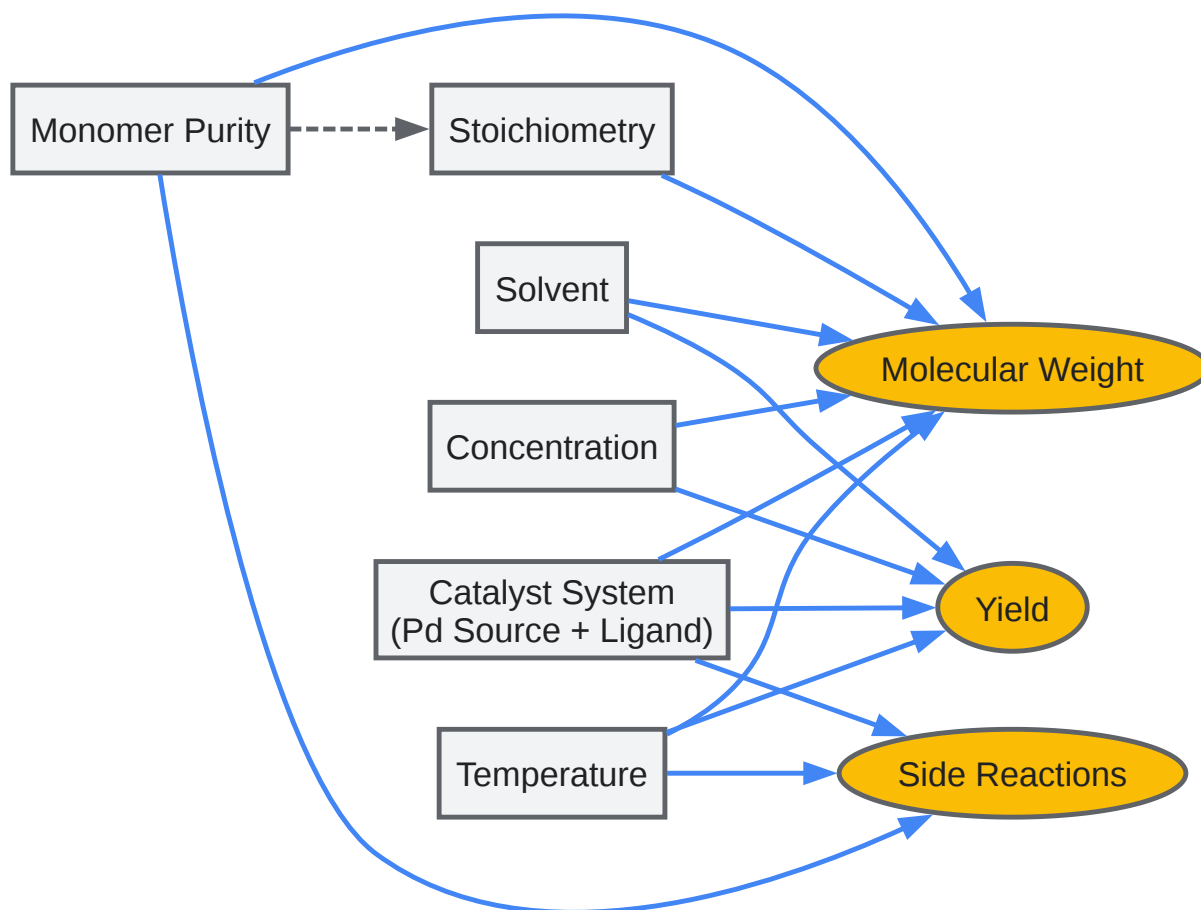 Monomer Purity
Stoichiometry
Solvent
Molecular Weight
Concentration
Catalyst System
(Pd Source + Ligand)
Yield
Temperature
Side Reactions